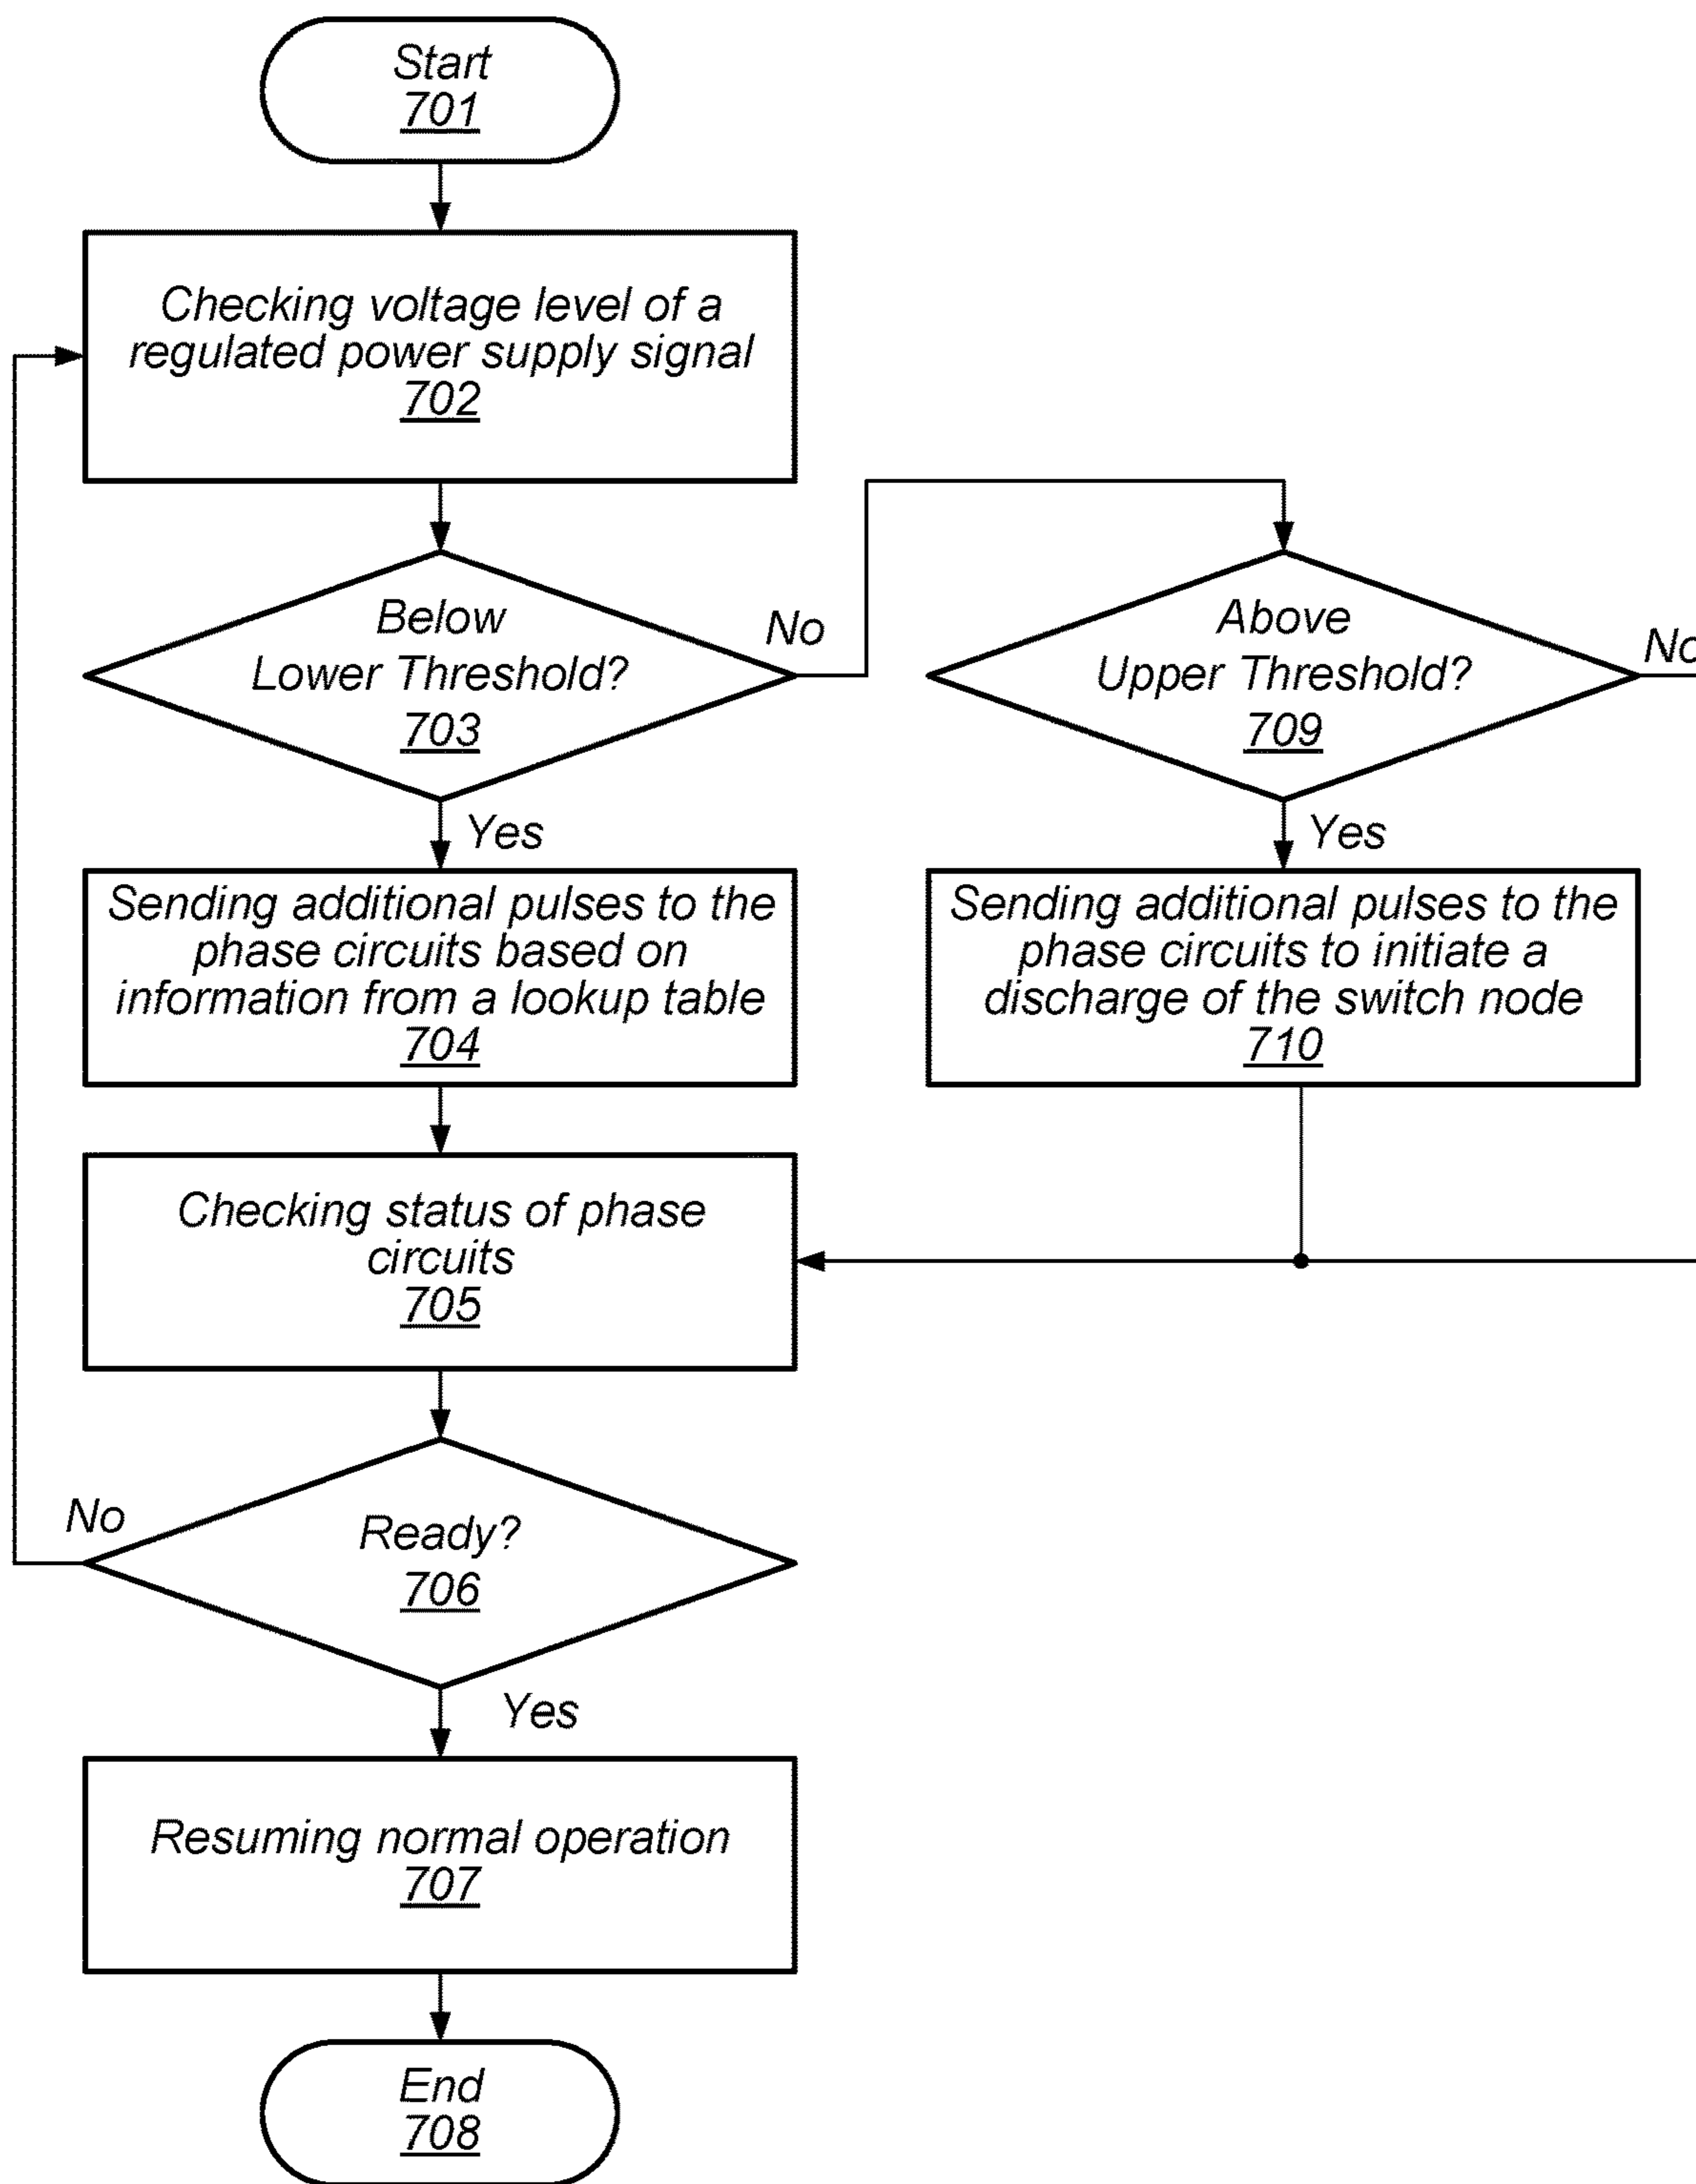 Start
701
Checking voltage level of a
regulated power supply signal
702
Below
Lower Threshold?
703
No
Above
Upper Threshold?
709
No
Yes
Yes
Sending additional pulses to the
phase circuits based on
information from a lookup table
704
Sending additional pulses to the
phase circuits to initiate a
discharge of the switch node
710
Checking status of phase
circuits
705
No
Ready?
706
Yes
Resuming normal operation
707
End
708